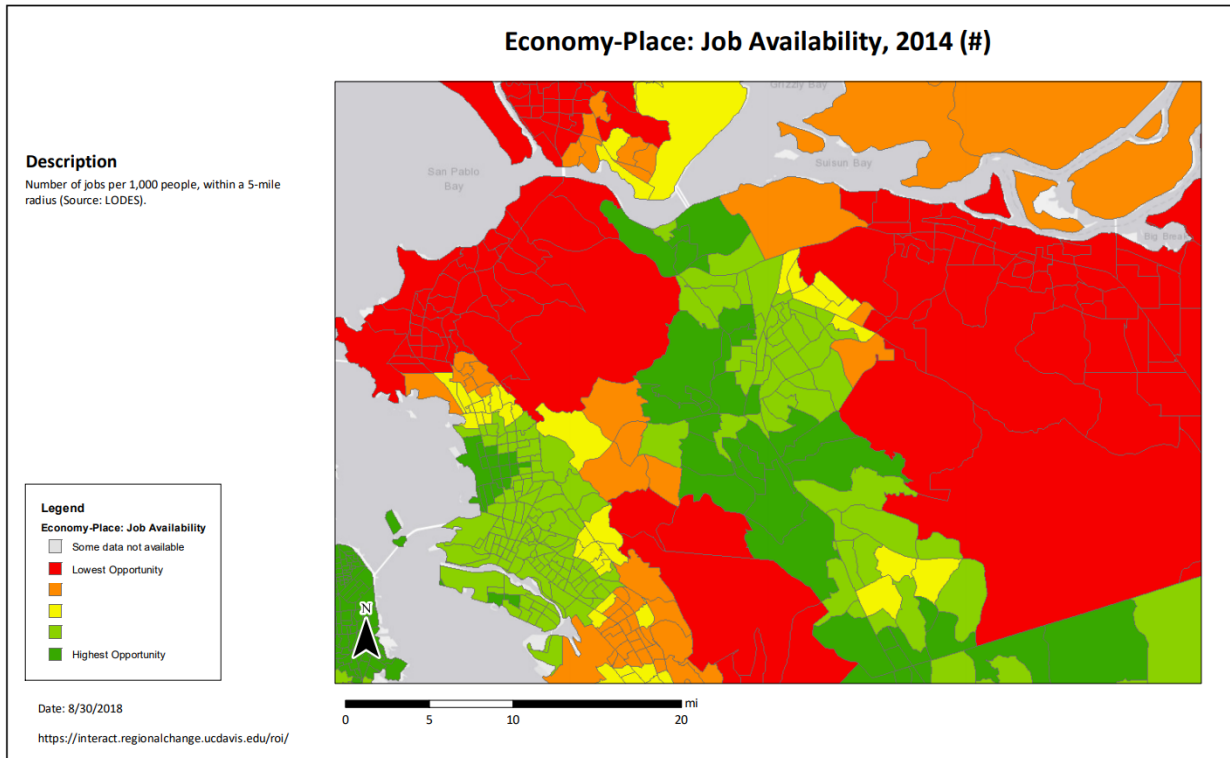 Economy-Place: Job Availability, 2014 (#)
Description
Number of jobs per 1,000 people, within a 5-mile
radius (Source: LODES).
Grizzly Bay
San Pablo
Bay
Suisun Bay
Legend
Economy-Place: Job Availability
Some data not available
Lowest Opportunity
Highest Opportunity
N
mi
0 5 10 20
Date: 8/30/2018
https://interact.regionalchange.ucdavis.edu/roi/